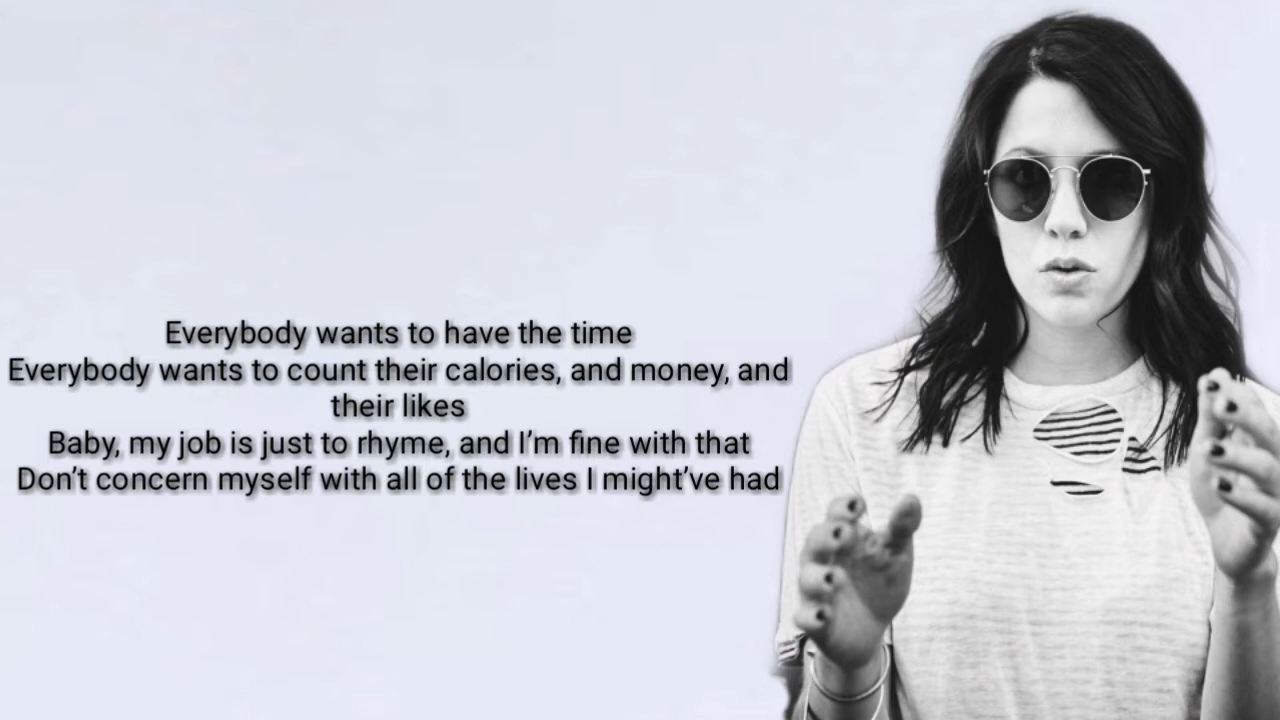 Everybody wants to have the time
Everybody wants to count their calories, and money, and
their likes
Baby, my job is just to rhyme, and I’m fine with that
Don’t concern myself with all of the lives I might’ve had